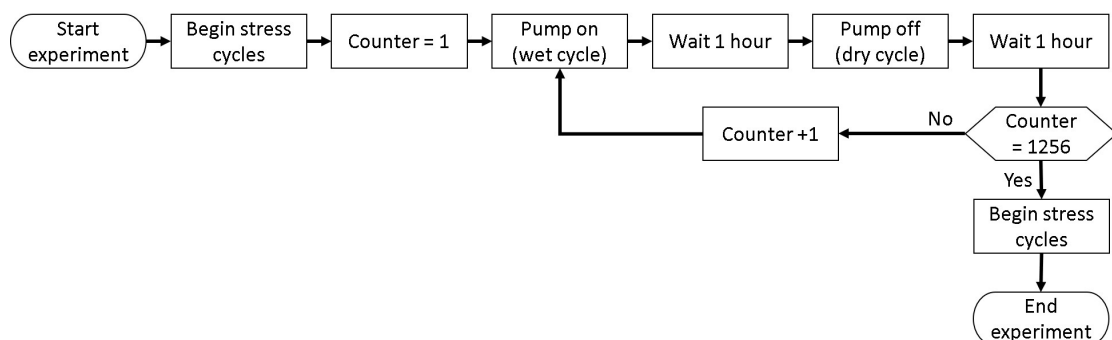 Start
experiment
Begin stress
cycles
Counter = 1
Pump on
(wet cycle)
Wait 1 hour
Pump off
(dry cycle)
Wait 1 hour
No
Counter +1
Counter
= 1256
Yes
Begin stress
cycles
End
experiment